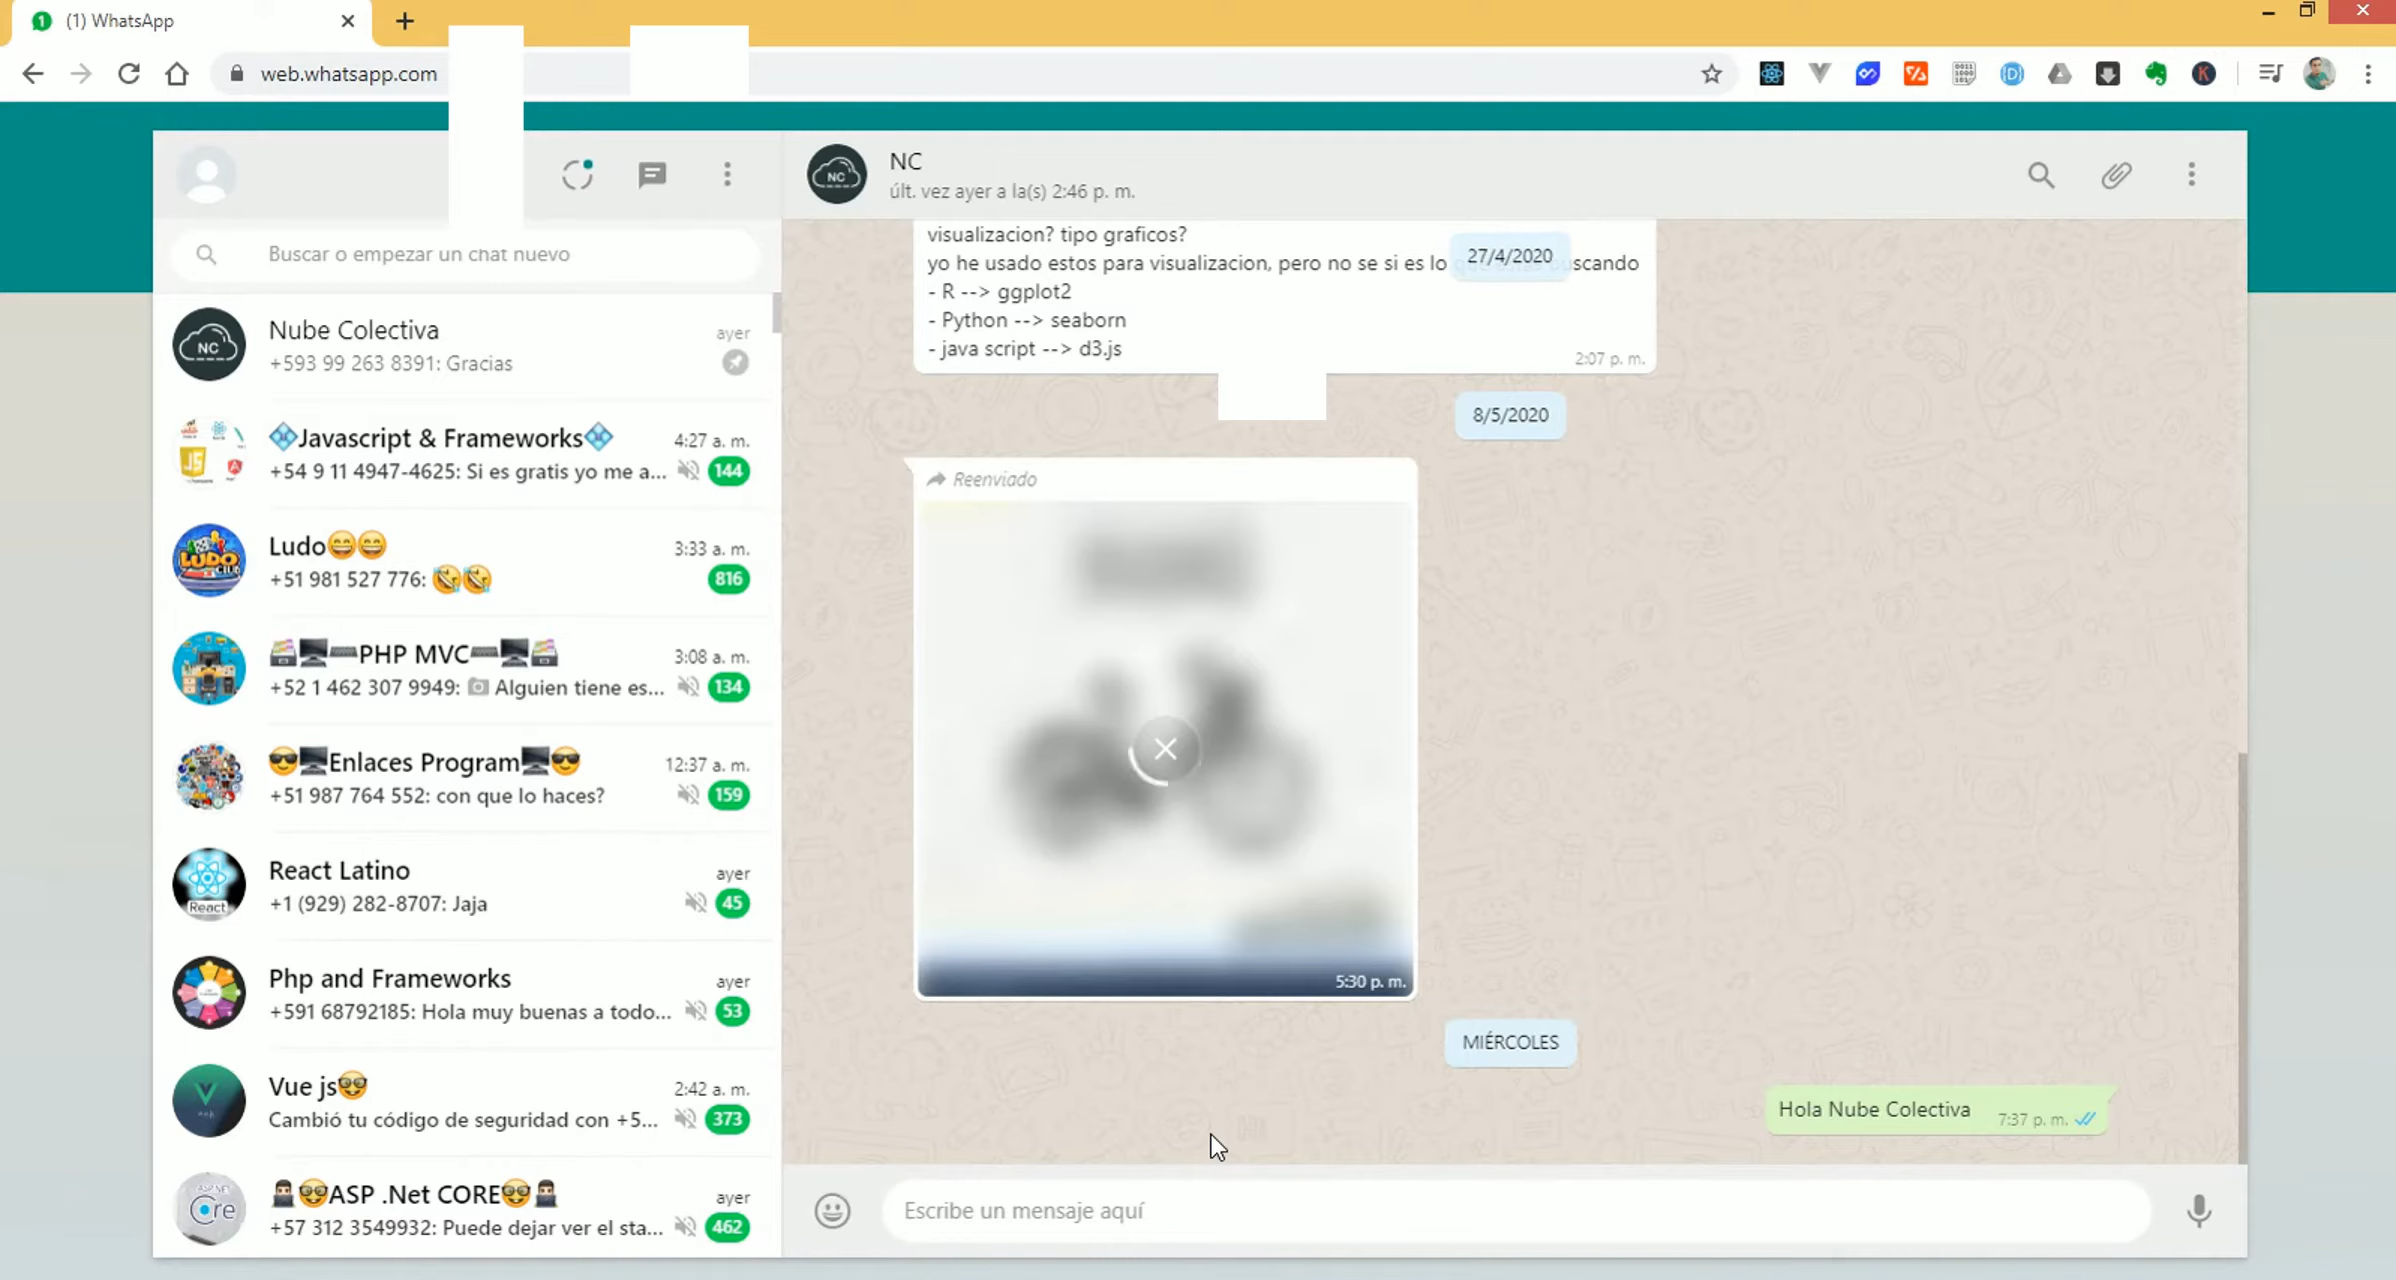 (1) WhatsApp
web.whatsapp.com
NC
últ. vez ayer a la(s) 2:46 p. m.
Buscar o empezar un chat nuevo
Nube Colectiva
ayer
+593 99 263 8391: Gracias
💠Javascript & Frameworks💠
4:27 a. m.
+54 9 11 4947-4625: Si es gratis yo me a...
144
Ludo😄😄
3:33 a. m.
+51 981 527 776: 🤣🤣
816
🗃🖥PHP MVC🖥🗃
3:08 a. m.
+52 1 462 307 9949: 📷 Alguien tiene es...
134
😎🖥Enlaces Program🖥😎
12:37 a. m.
+51 987 764 552: con que lo haces?
159
React Latino
ayer
+1 (929) 282-8707: Jaja
45
Php and Frameworks
ayer
+591 68792185: Hola muy buenas a todo...
53
Vue js🤓
2:42 a. m.
Cambió tu código de seguridad con +5...
373
ASP .Net CORE
ayer
+57 312 3549932: Puede dejar ver el sta...
462
visualizacion? tipo graficos?
27/4/2020
yo he usado estos para visualizacion, pero no se si es lo
- R --> ggplot2
- Python --> seaborn
- java script --> d3.js
2:07 p. m.
8/5/2020
Reenviado
5:30 p. m.
MIÉRCOLES
Hola Nube Colectiva
7:37 p. m.
Escribe un mensaje aquí